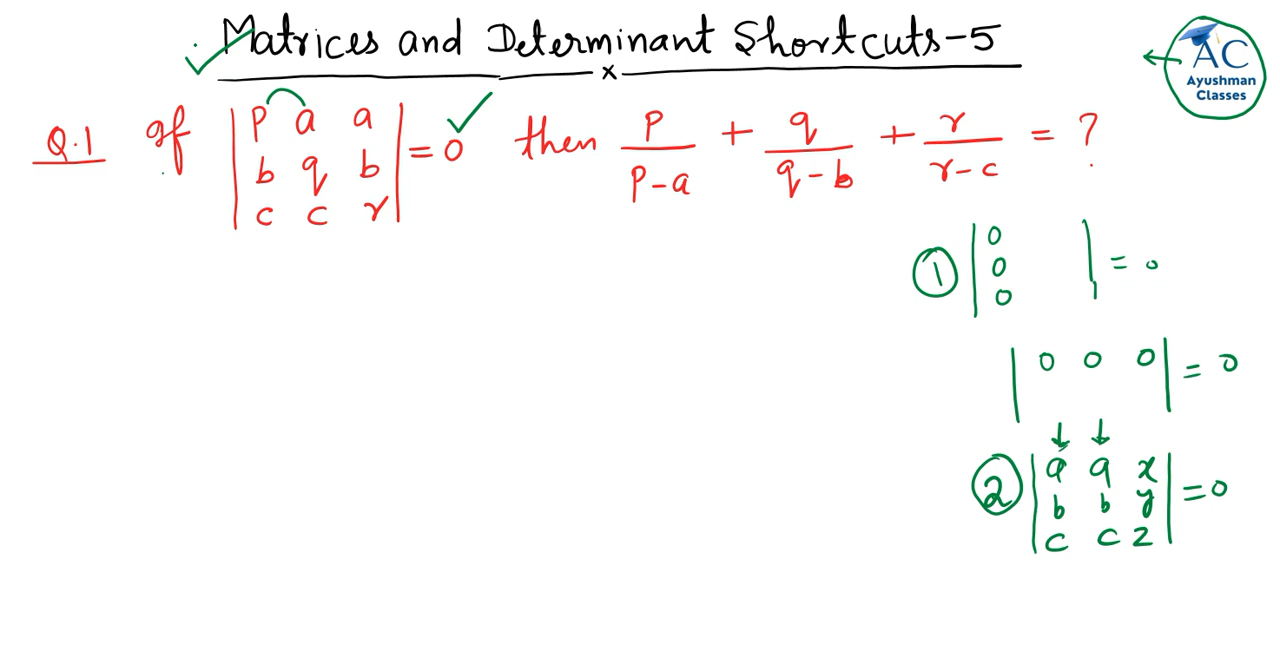 Matrices and Determinant Shortcuts-5
AC
Ayushman
Classes
Q.1 If | p a a | = 0 then p/(p-a) + q/(q-b) + r/(r-c) = ?
| b q b |
| c c r |
① | 0 | = 0
0
0
| 0 0 0 | = 0
② | a a x | = 0
| b b y |
| c c z |